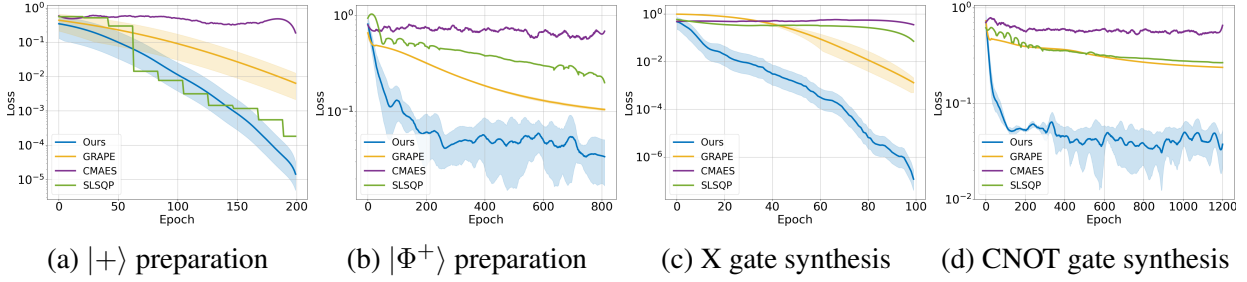 10^0
10^-1
10^-2
10^-3
10^-4
10^-5
Loss
Ours
GRAPE
CMAES
SLSQP
0 50 100 150 200
Epoch
10^0
10^-1
Loss
Ours
GRAPE
CMAES
SLSQP
0 200 400 600 800
Epoch
10^0
10^-2
10^-4
10^-6
Loss
Ours
GRAPE
CMAES
SLSQP
0 20 40 60 80 100
Epoch
10^0
10^-1
10^-2
Loss
Ours
GRAPE
CMAES
SLSQP
0 200 400 600 800 1000 1200
Epoch
(a) |+⟩ preparation
(b) |Φ^+⟩ preparation
(c) X gate synthesis
(d) CNOT gate synthesis